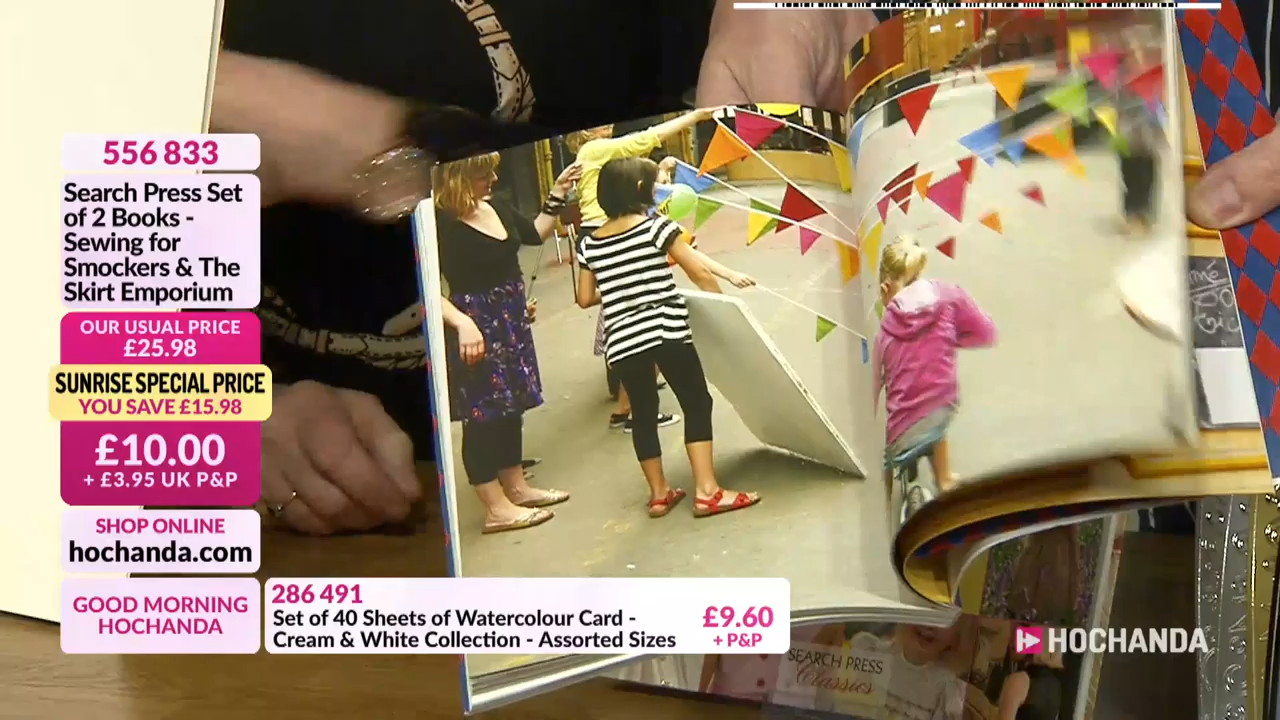 556 833
Search Press Set
of 2 Books -
Sewing for
Smockers & The
Skirt Emporium
OUR USUAL PRICE
£25.98
SUNRISE SPECIAL PRICE
YOU SAVE £15.98
£10.00
+ £3.95 UK P&P
SHOP ONLINE
hochanda.com
GOOD MORNING
HOCHANDA
286 491
Set of 40 Sheets of Watercolour Card -
Cream & White Collection - Assorted Sizes
£9.60
+ P&P
SEARCH PRESS
Classics
HOCHANDA